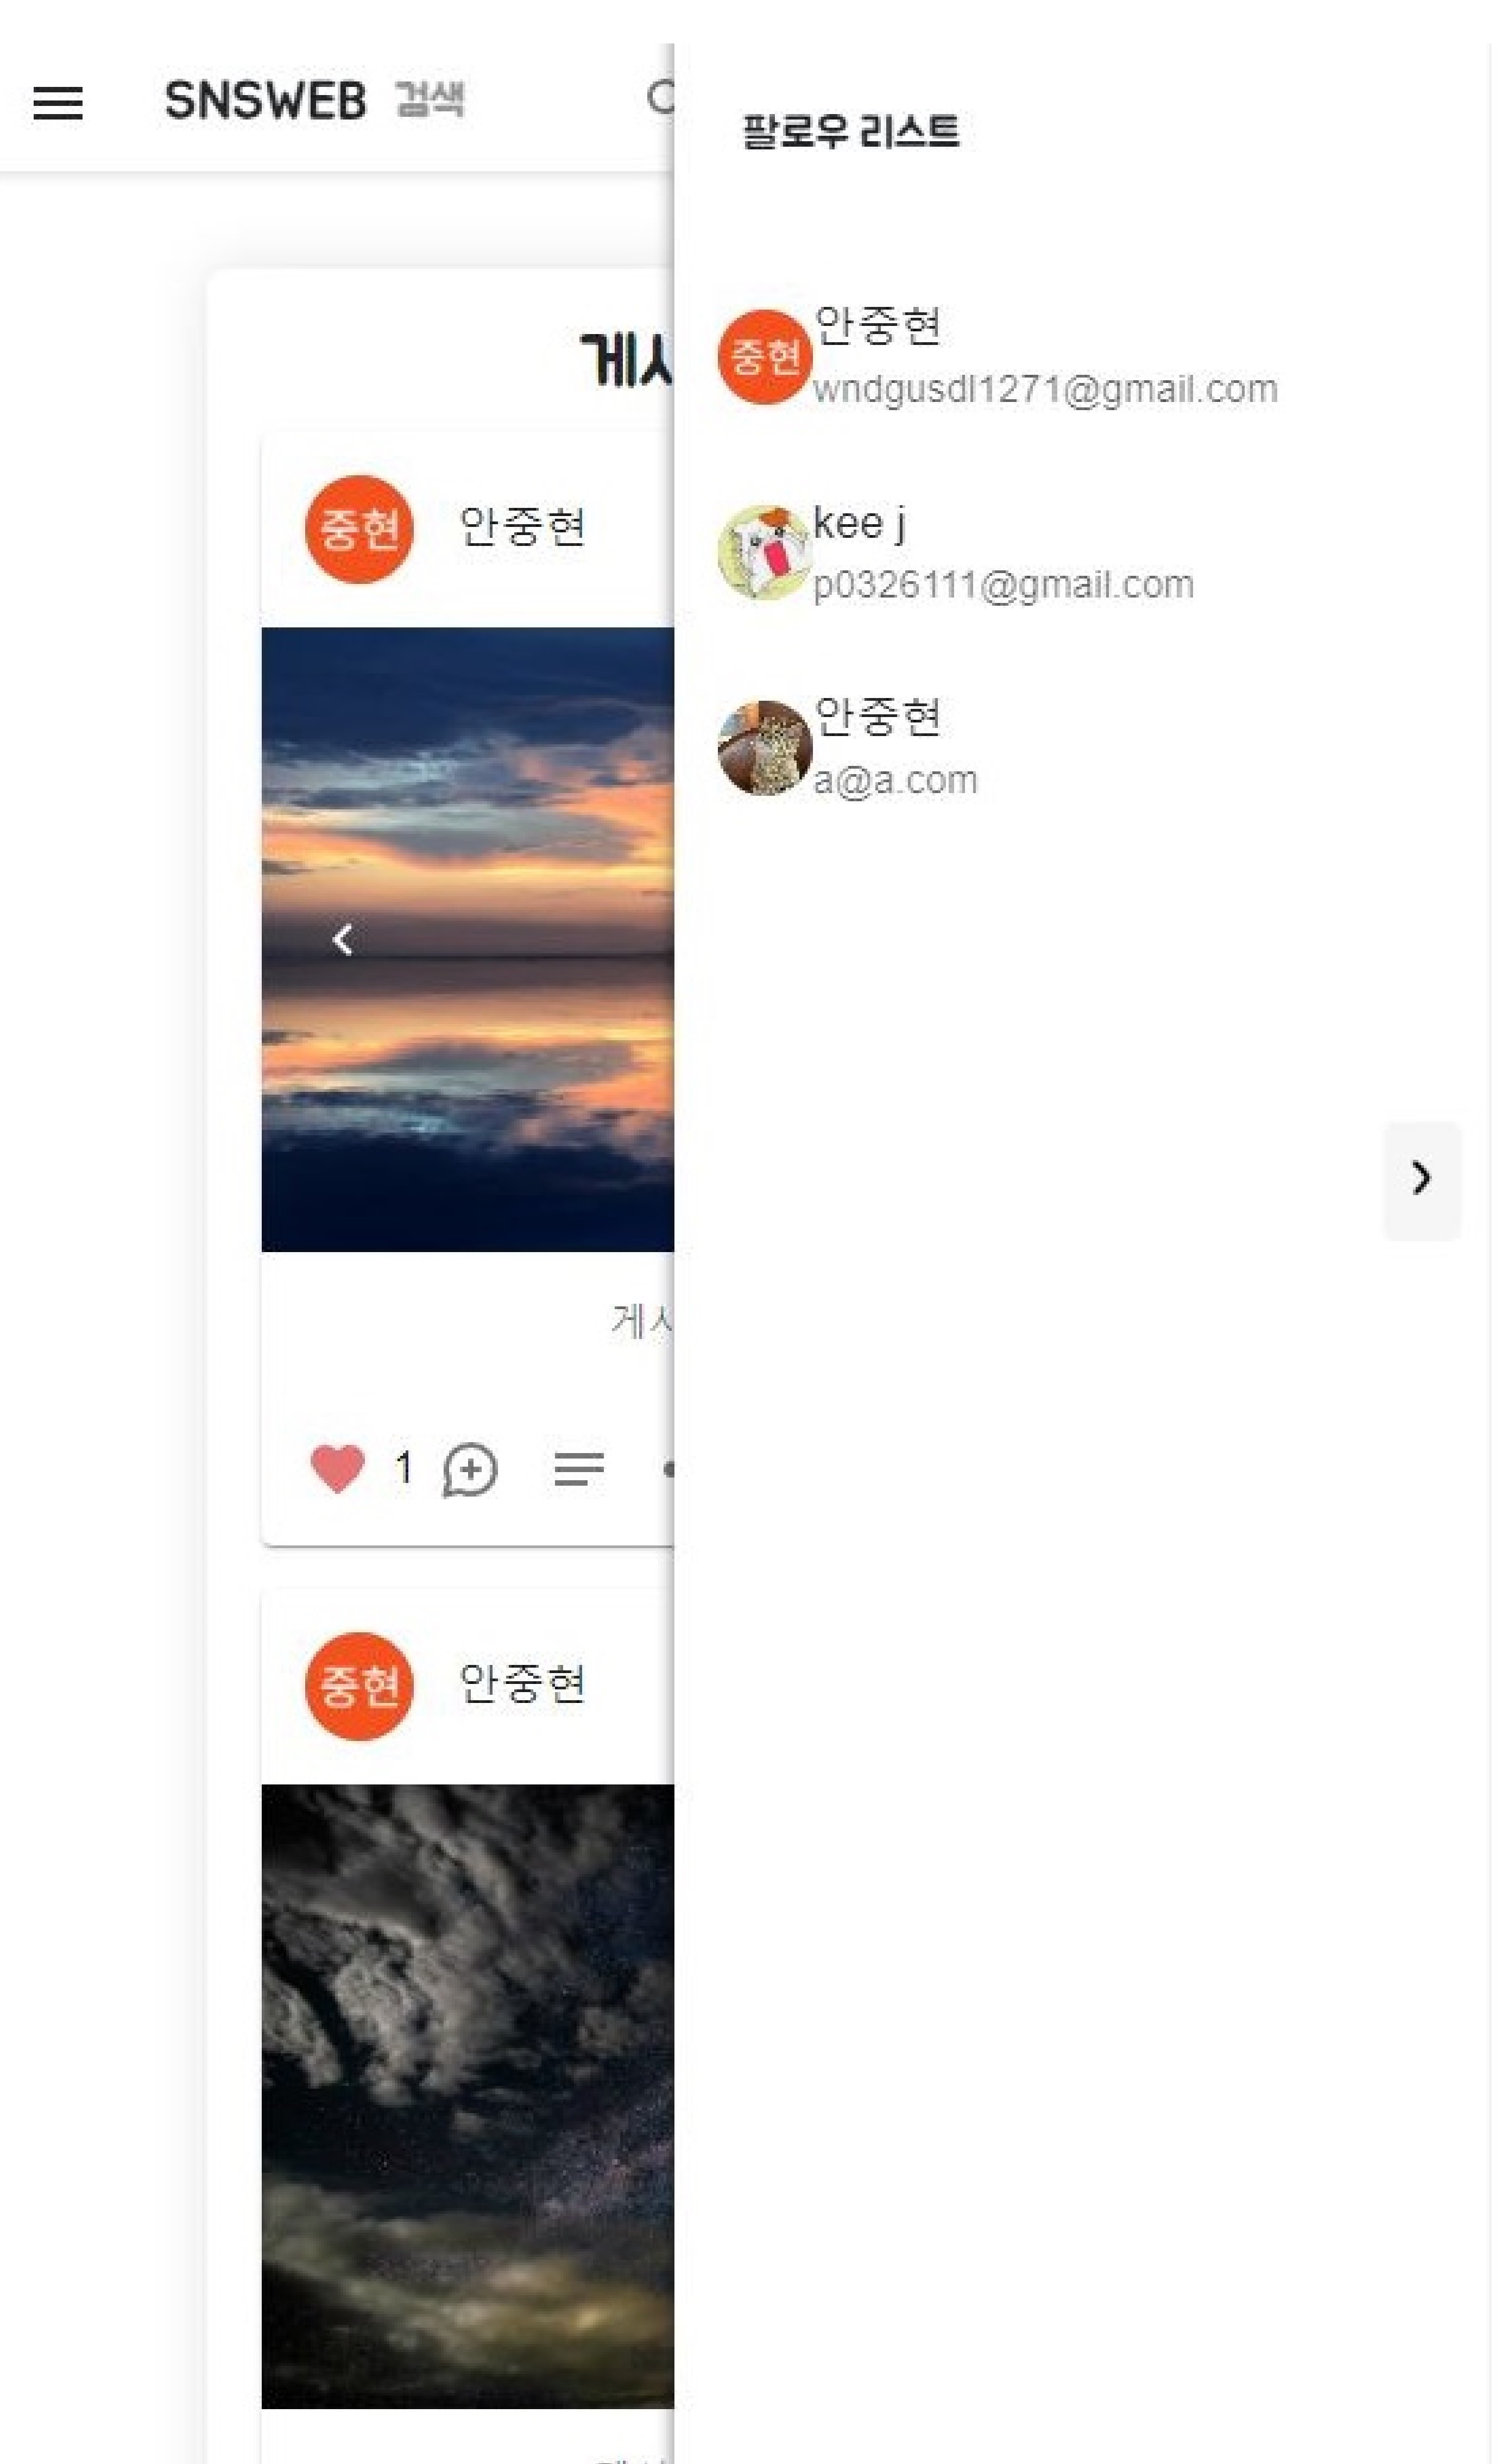 SNSWEB 검색
게시
중현 안중현
게시
1
중현 안중현
팔로우 리스트
중현 안중현
wndgusdl1271@gmail.com
kee j
p0326111@gmail.com
안중현
a@a.com